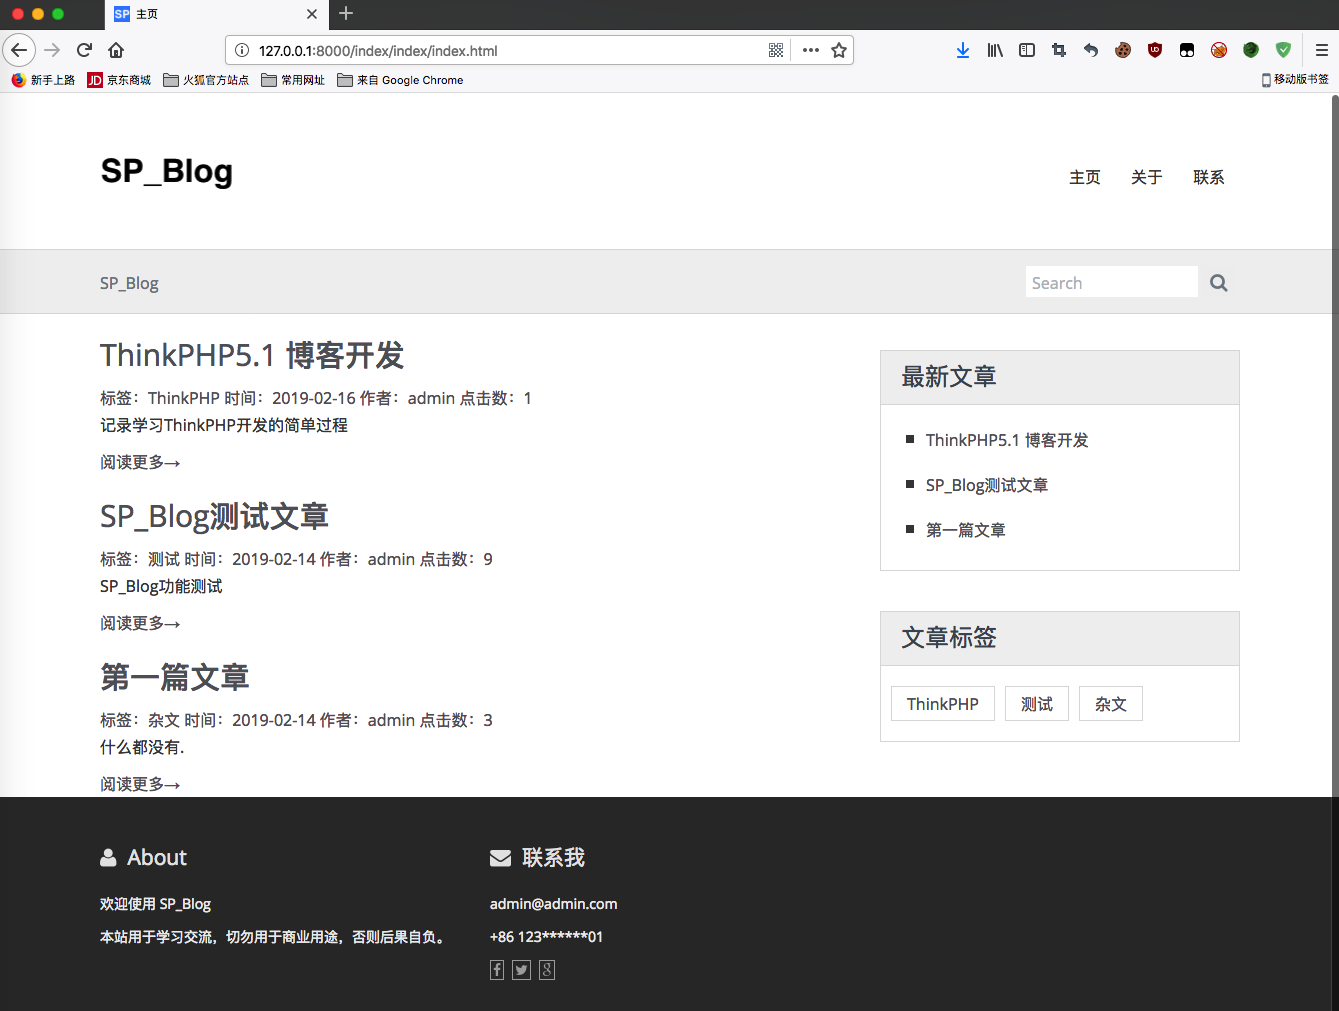 SP 主页
127.0.0.1:8000/index/index/index.html
新手上路 JD 京东商城 火狐官方站点 常用网址 来自 Google Chrome 移动版书签
SP_Blog
主页 关于 联系
SP_Blog
Search
ThinkPHP5.1 博客开发
标签：ThinkPHP 时间：2019-02-16 作者：admin 点击数：1
记录学习ThinkPHP开发的简单过程
阅读更多→
SP_Blog测试文章
标签：测试 时间：2019-02-14 作者：admin 点击数：9
SP_Blog功能测试
阅读更多→
第一篇文章
标签：杂文 时间：2019-02-14 作者：admin 点击数：3
什么都没有.
阅读更多→
最新文章
ThinkPHP5.1 博客开发
SP_Blog测试文章
第一篇文章
文章标签
ThinkPHP 测试 杂文
About
欢迎使用 SP_Blog
本站用于学习交流，切勿用于商业用途，否则后果自负。
联系我
admin@admin.com
+86 123******01